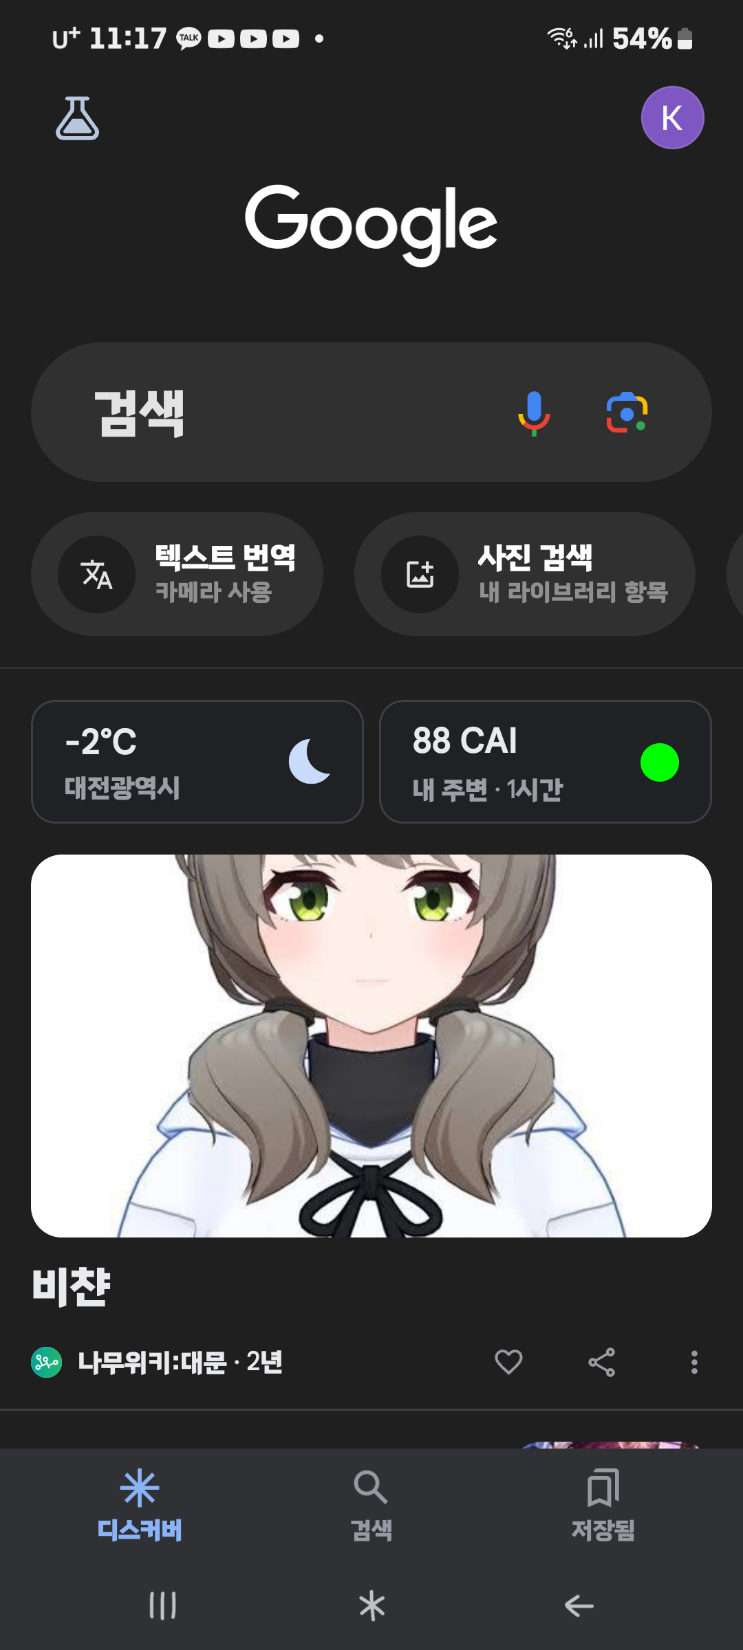 U+ 11:17 TALK 6 54%
K
Google
검색
텍스트 번역
카메라 사용
사진 검색
내 라이브러리 항목
-2°C
대전광역시
88 CAI
내 주변 · 1시간
비챤
나무위키:대문 · 2년
디스커버
검색
저장됨